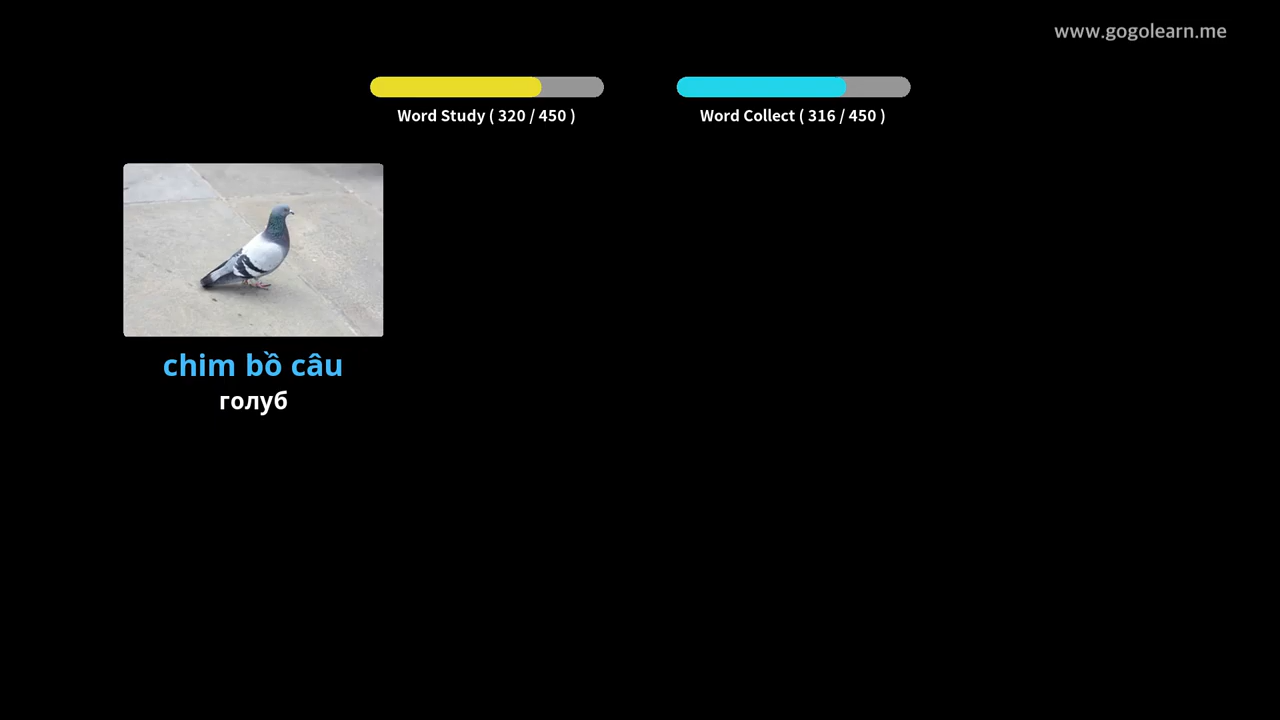 www.gogolearn.me
Word Study ( 320 / 450 )
Word Collect ( 316 / 450 )
chim bồ câu
голуб